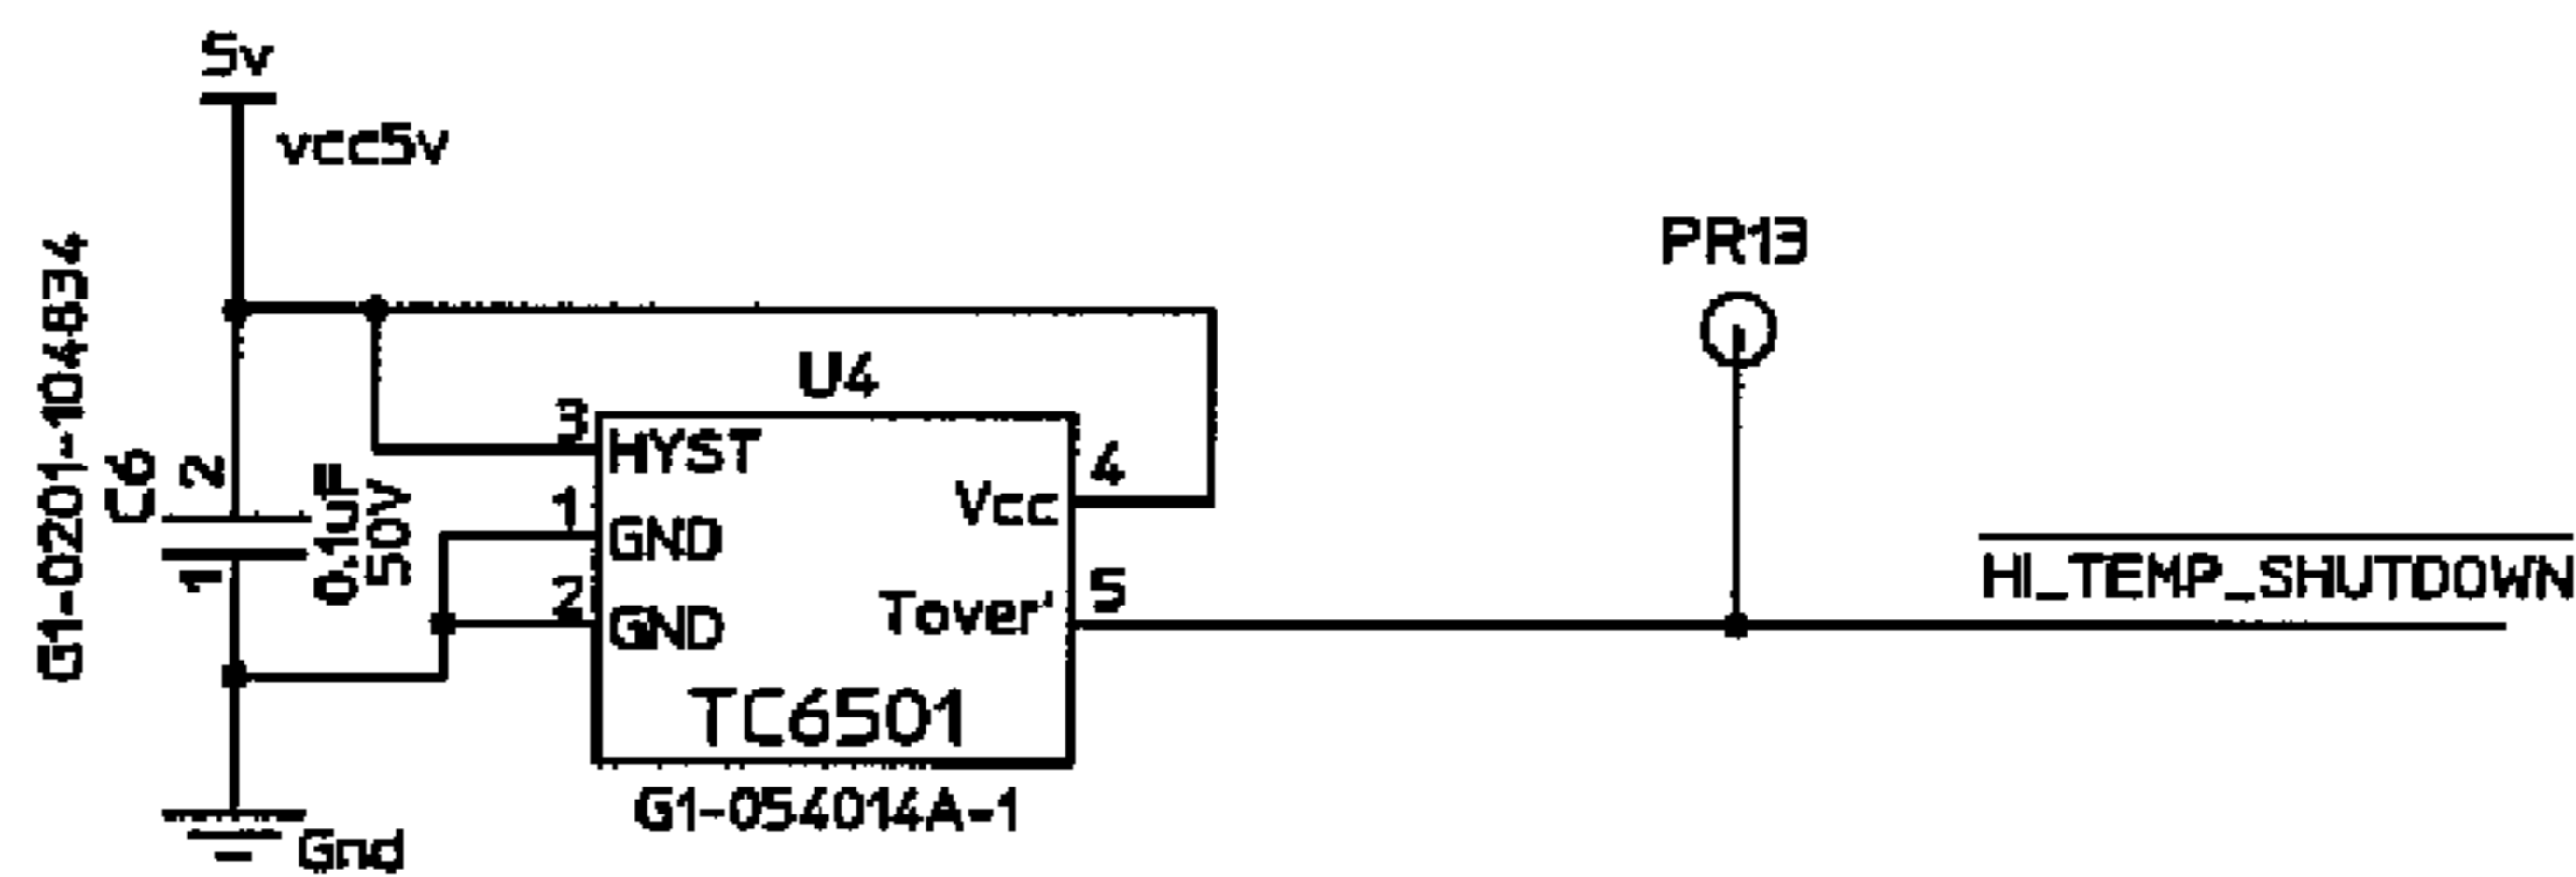 5v
vcc5v
G1-0201-104834
C6
2
1
0.1uF
50V
Gnd
U4
3
HYST
1
GND
2
GND
Vcc
4
Tover'
5
TC6501
G1-054014A-1
PR13
HI_TEMP_SHUTDOWN